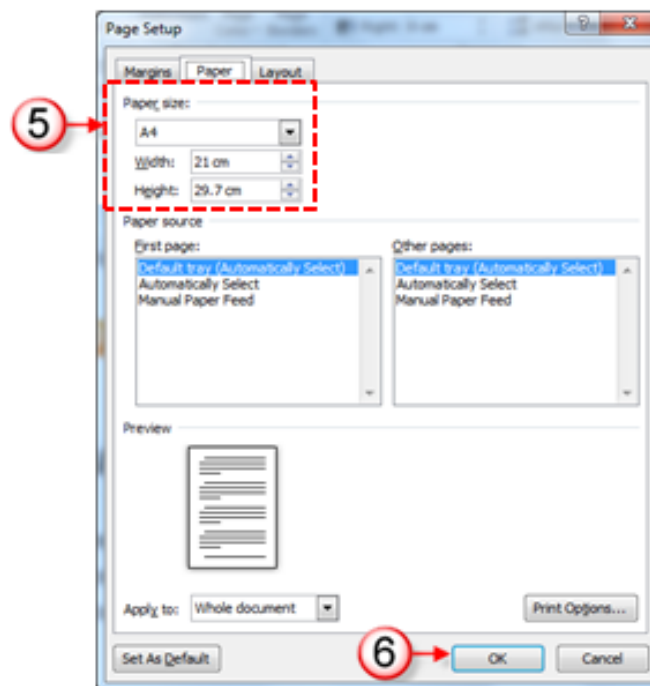 Page Setup
Margins Paper Layout
Paper size:
5
A4
Width: 21 cm
Height: 29.7 cm
Paper source
First page: Other pages:
Default tray (Automatically Select) Default tray (Automatically Select)
Automatically Select Automatically Select
Manual Paper Feed Manual Paper Feed
Preview
Apply to: Whole document Print Options...
Set As Default 6 OK Cancel